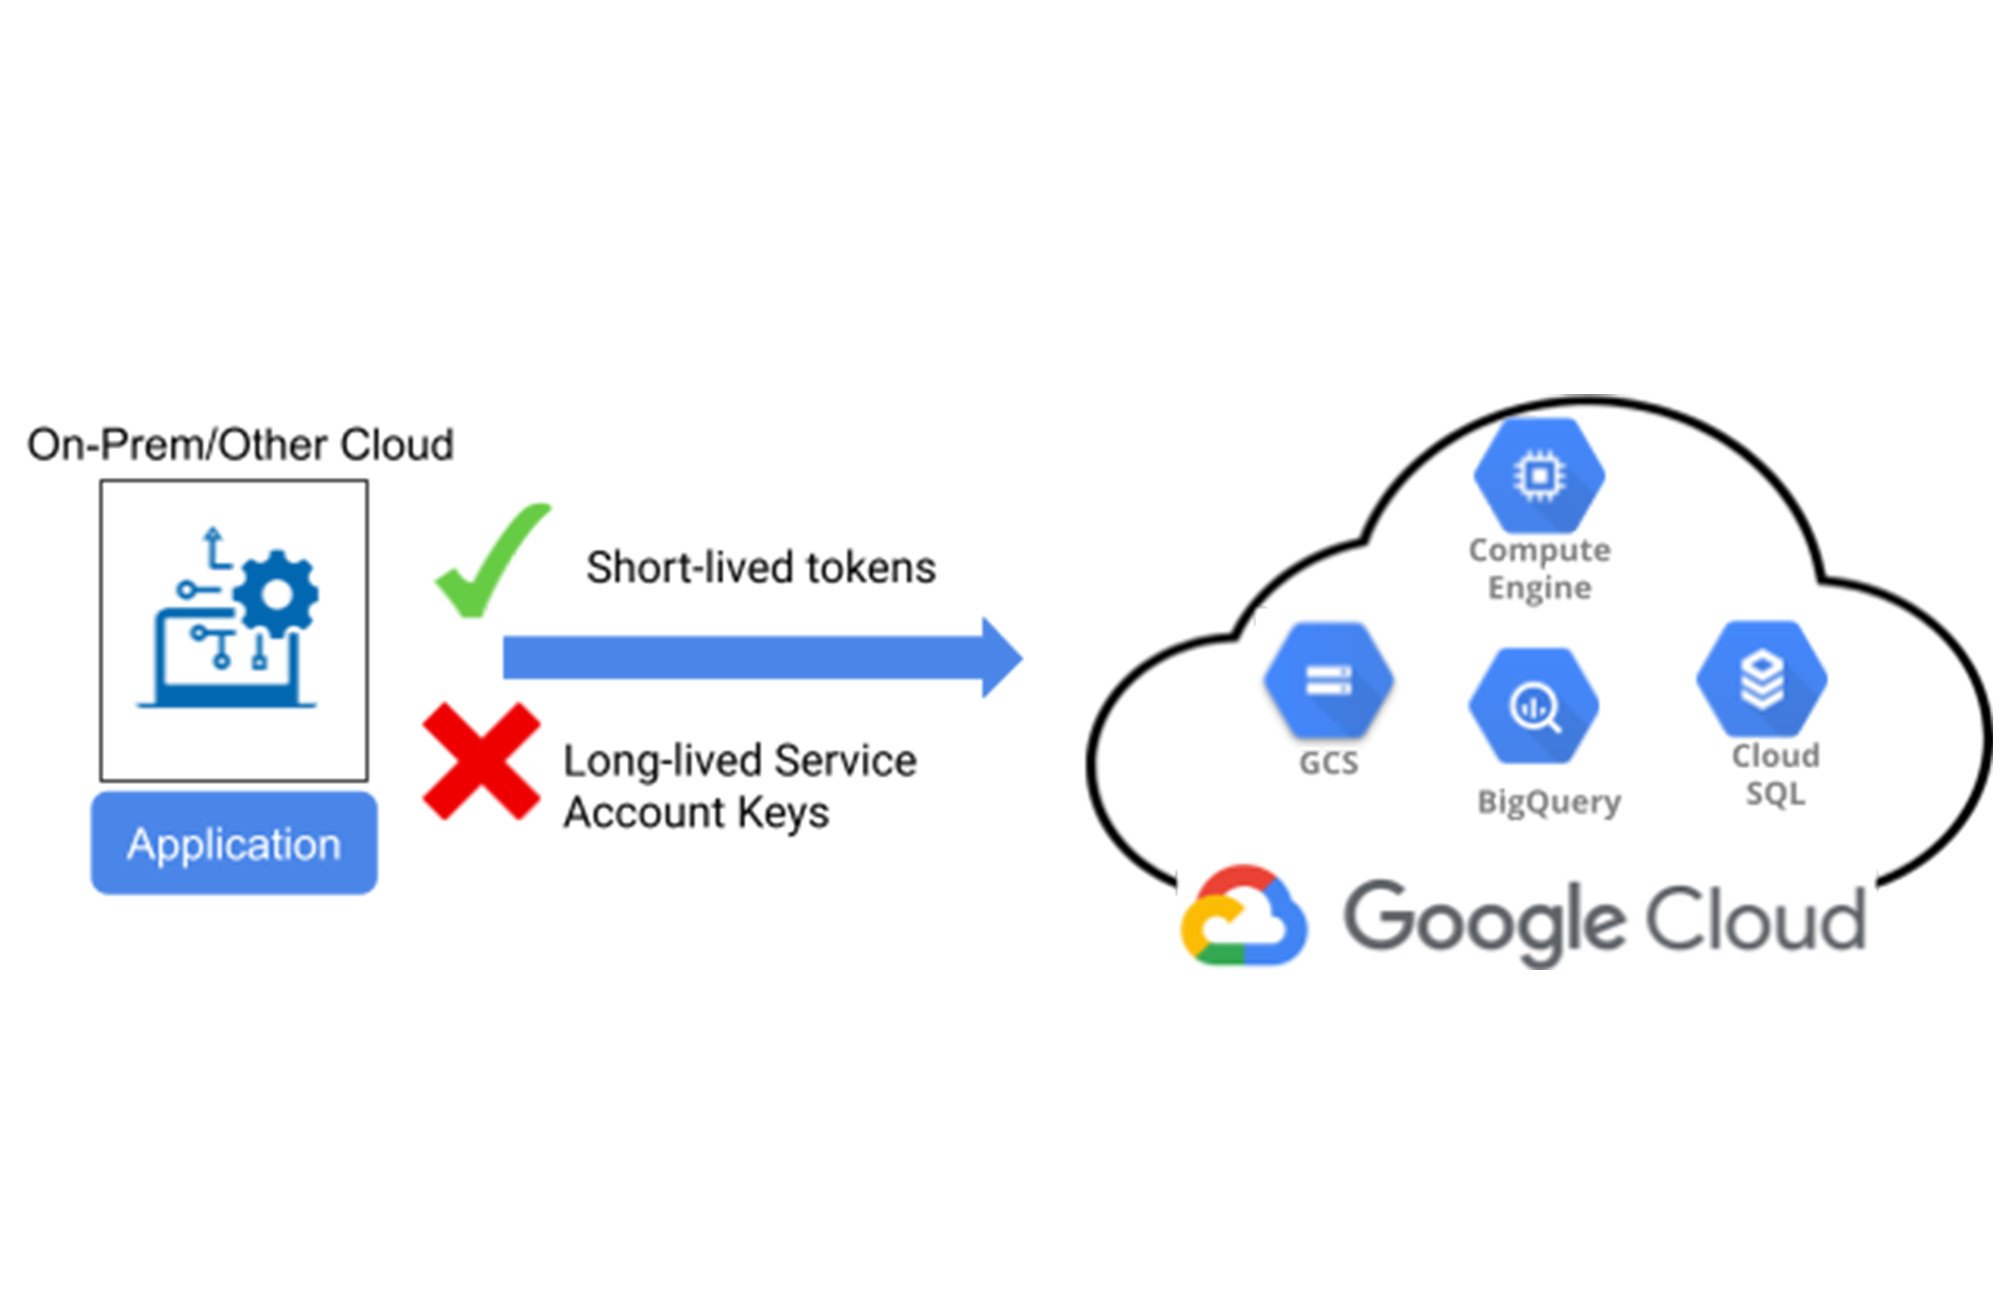 On-Prem/Other Cloud
Application
Short-lived tokens
Long-lived Service
Account Keys
Compute
Engine
GCS
BigQuery
Cloud
SQL
Google Cloud